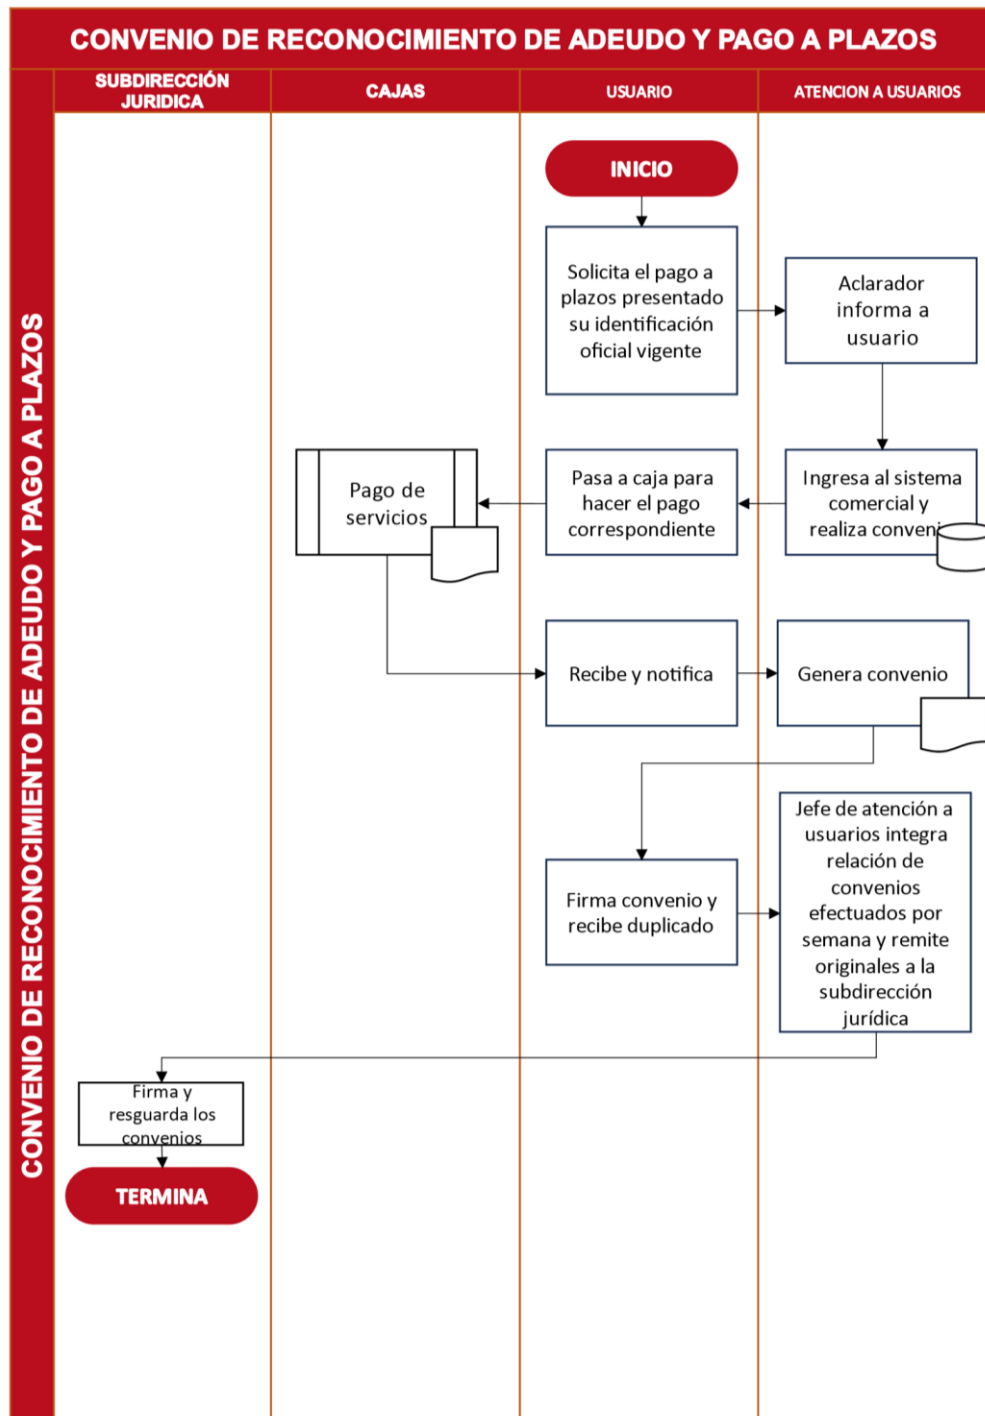 CONVENIO DE RECONOCIMIENTO DE ADEUDO Y PAGO A PLAZOS
CONVENIO DE RECONOCIMIENTO DE ADEUDO Y PAGO A PLAZOS
SUBDIRECCIÓN
JURIDICA
CAJAS
USUARIO
ATENCION A USUARIOS
INICIO
Solicita el pago a
plazos presentado
su identificación
oficial vigente
Aclarador
informa a
usuario
Pago de
servicios
Pasa a caja para
hacer el pago
correspondiente
Ingresa al sistema
comercial y
realiza conveni
Recibe y notifica
Genera convenio
Firma convenio y
recibe duplicado
Jefe de atención a
usuarios integra
relación de
convenios
efectuados por
semana y remite
originales a la
subdirección
jurídica
Firma y
resguarda los
convenios
TERMINA